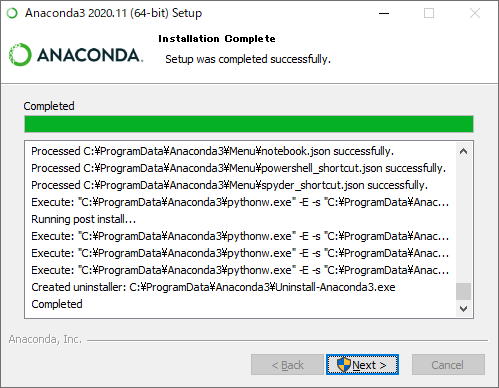 Anaconda3 2020.11 (64-bit) Setup
ANACONDA.
Installation Complete
Setup was completed successfully.
Completed
Processed C:¥ProgramData¥Anaconda3¥Menu¥notebook.json successfully.
Processed C:¥ProgramData¥Anaconda3¥Menu¥powershell_shortcut.json successfully.
Processed C:¥ProgramData¥Anaconda3¥Menu¥spyder_shortcut.json successfully.
Execute: "C:¥ProgramData¥Anaconda3¥pythonw.exe" -E -s "C:¥ProgramData¥Anac...
Running post install...
Execute: "C:¥ProgramData¥Anaconda3¥pythonw.exe" -E -s "C:¥ProgramData¥Anac...
Execute: "C:¥ProgramData¥Anaconda3¥pythonw.exe" -E -s "C:¥ProgramData¥Anac...
Execute: "C:¥ProgramData¥Anaconda3¥pythonw.exe" -E -s "C:¥ProgramData¥Anac...
Created uninstaller: C:¥ProgramData¥Anaconda3¥Uninstall-Anaconda3.exe
Completed
Anaconda, Inc.
< Back
Next >
Cancel